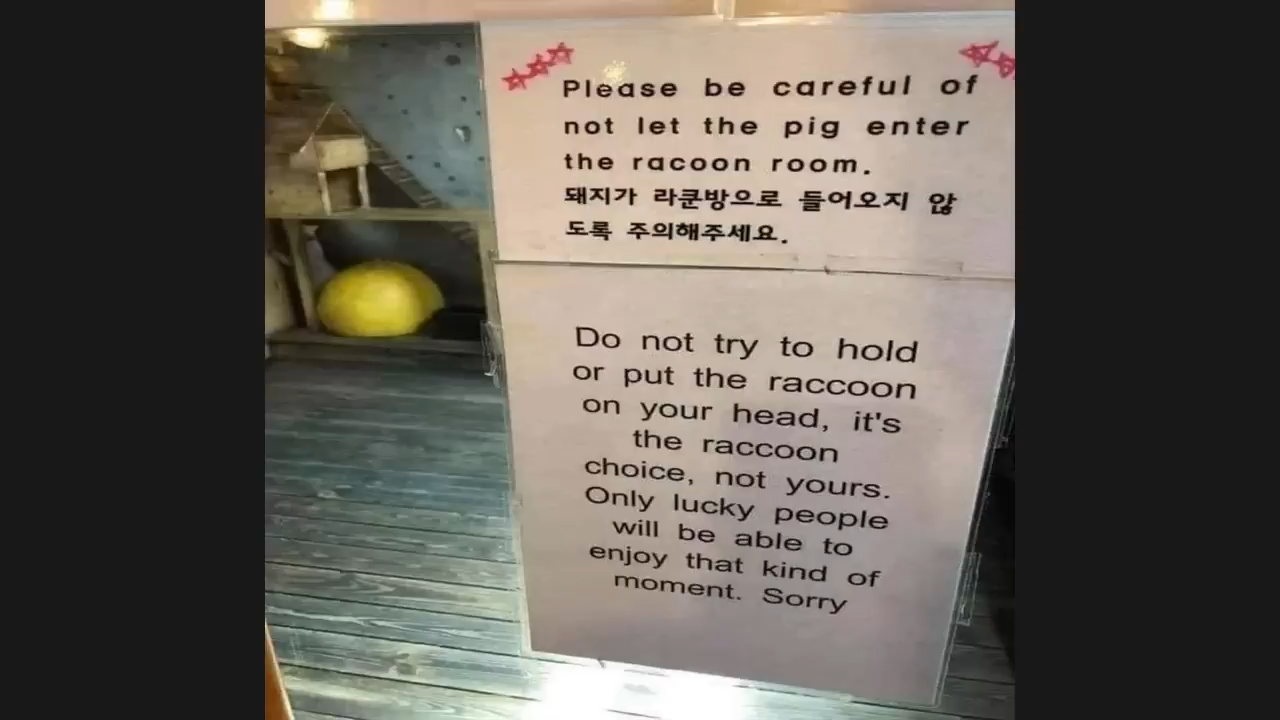 Please be careful of
not let the pig enter
the racoon room.
돼지가 라쿤방으로 들어오지 않
도록 주의해주세요.
Do not try to hold
or put the raccoon
on your head, it's
the raccoon
choice, not yours.
Only lucky people
will be able to
enjoy that kind of
moment. Sorry